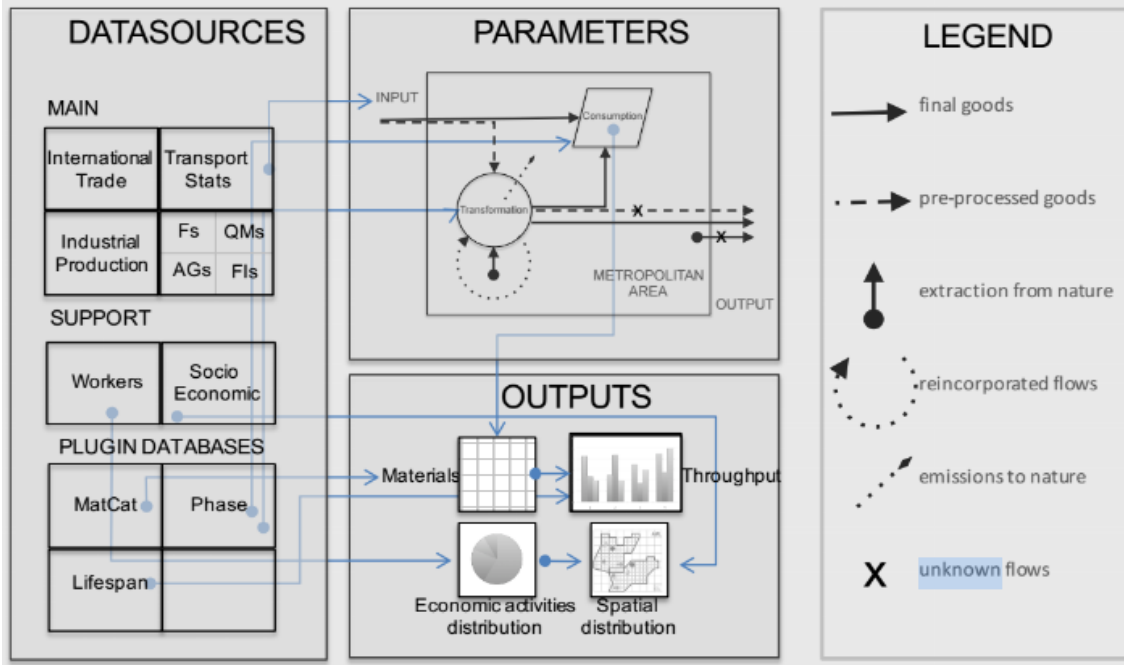 DATASOURCES
MAIN
International
Trade
Transport
Stats
Industrial
Production
Fs
QMs
AGs
FIs
SUPPORT
Workers
Socio
Economic
PLUGIN DATABASES
MatCat
Phase
Lifespan
PARAMETERS
INPUT
Consumption
Transformation
METROPOLITAN
AREA
OUTPUT
X
X
OUTPUTS
Materials
Throughput
Economic activities
distribution
Spatial
distribution
LEGEND
final goods
pre-processed goods
extraction from nature
reincorporated flows
emissions to nature
X
unknown flows